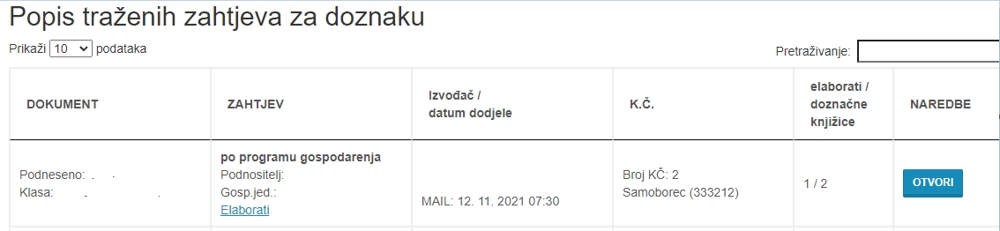 Popis traženih zahtjeva za doznaku
Prikaži 10 podataka
Pretraživanje:
DOKUMENT
ZAHTJEV
Izvođač /
datum dodjele
K.Č.
elaborati /
doznačne
knjižice
NAREDBE
Podneseno:
Klasa:
po programu gospodarenja
Podnositelj:
Gosp.jed.:
Elaborati
MAIL: 12. 11. 2021 07:30
Broj KČ: 2
Samoborec (333212)
1 / 2
OTVORI